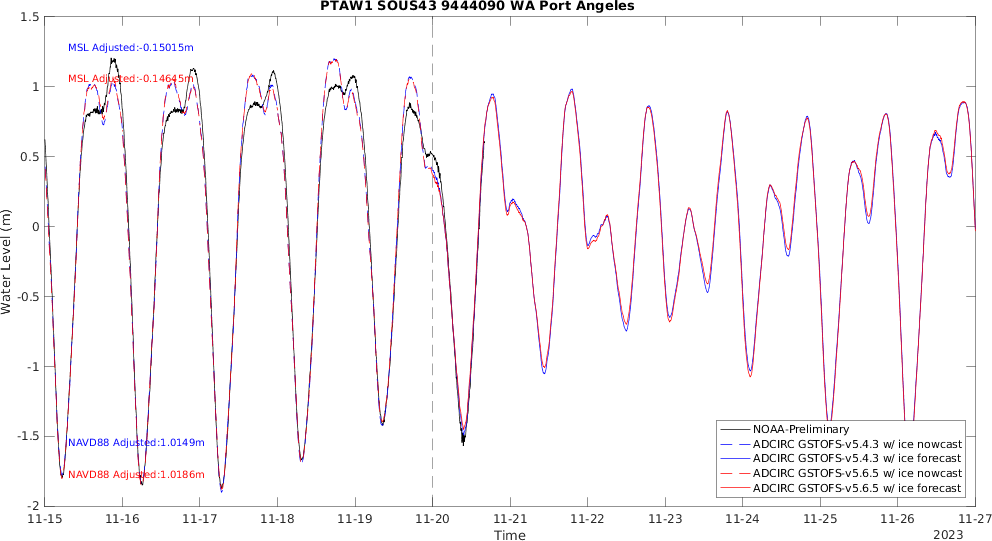 PTAW1 SOUS43 9444090 WA Port Angeles
1.5
1
0.5
0
-0.5
-1
-1.5
-2
Water Level (m)
MSL Adjusted:-0.15015m
MSL Adjusted:-0.14645m
NAVD88 Adjusted:1.0149m
NAVD88 Adjusted:1.0186m
NOAA-Preliminary
ADCIRC GSTOFS-v5.4.3 w/ ice nowcast
ADCIRC GSTOFS-v5.4.3 w/ ice forecast
ADCIRC GSTOFS-v5.6.5 w/ ice nowcast
ADCIRC GSTOFS-v5.6.5 w/ ice forecast
11-15 11-16 11-17 11-18 11-19 11-20 11-21 11-22 11-23 11-24 11-25 11-26 11-27
Time
2023